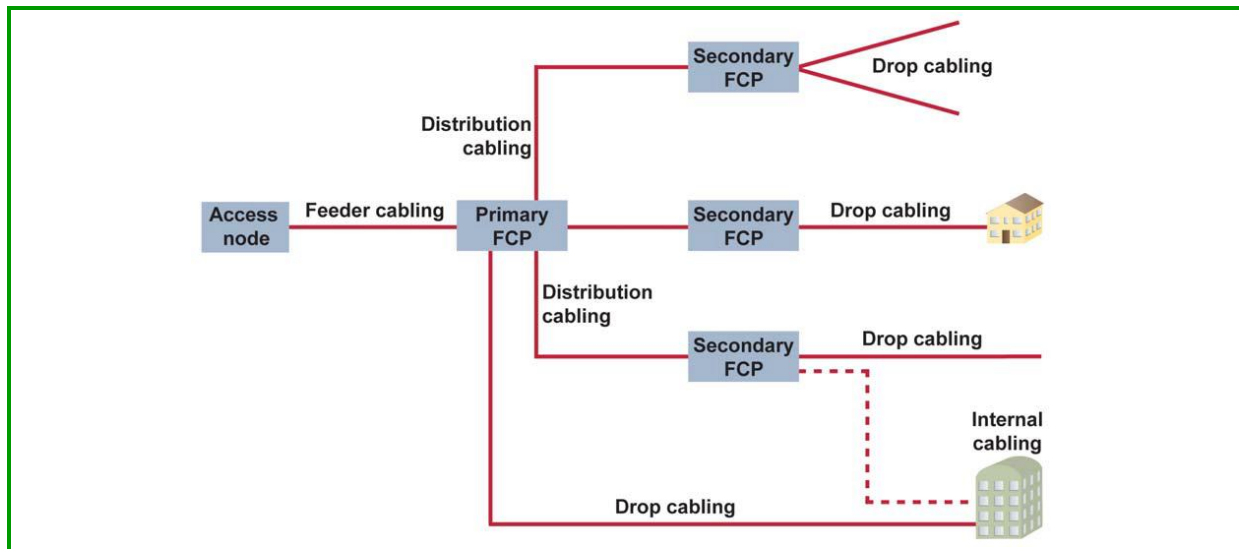 Secondary
FCP
Drop cabling
Distribution
cabling
Access
node
Feeder cabling
Primary
FCP
Secondary
FCP
Drop cabling
Distribution
cabling
Secondary
FCP
Drop cabling
Internal
cabling
Drop cabling